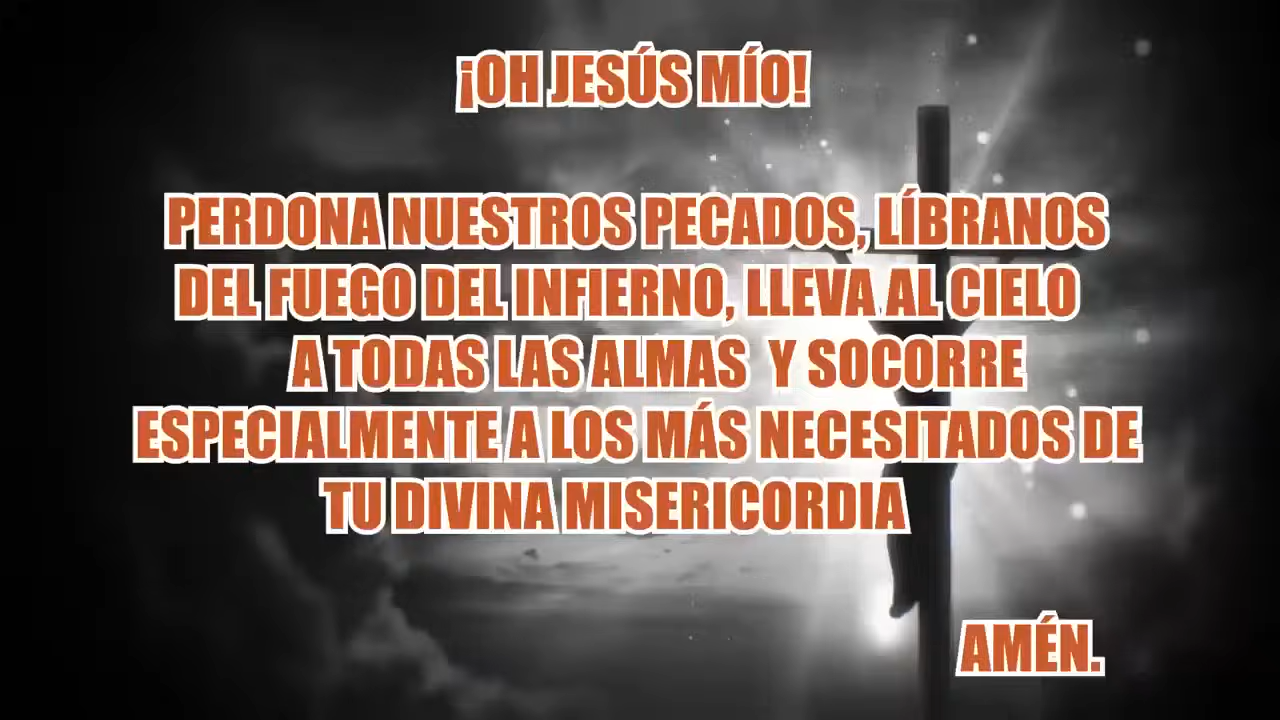 ¡OH JESÚS MÍO!
PERDONA NUESTROS PECADOS, LÍBRANOS
DEL FUEGO DEL INFIERNO, LLEVA AL CIELO
A TODAS LAS ALMAS Y SOCORRE
ESPECIALMENTE A LOS MÁS NECESITADOS DE
TU DIVINA MISERICORDIA
AMÉN.